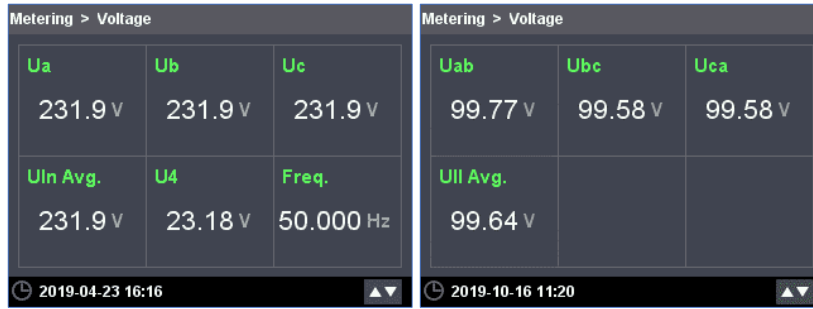 Metering > Voltage
Ua Ub Uc
231.9 V 231.9 V 231.9 V
Uln Avg. U4 Freq.
231.9 V 23.18 V 50.000 Hz
2019-04-23 16:16
Metering > Voltage
Uab Ubc Uca
99.77 V 99.58 V 99.58 V
Ull Avg.
99.64 V
2019-10-16 11:20